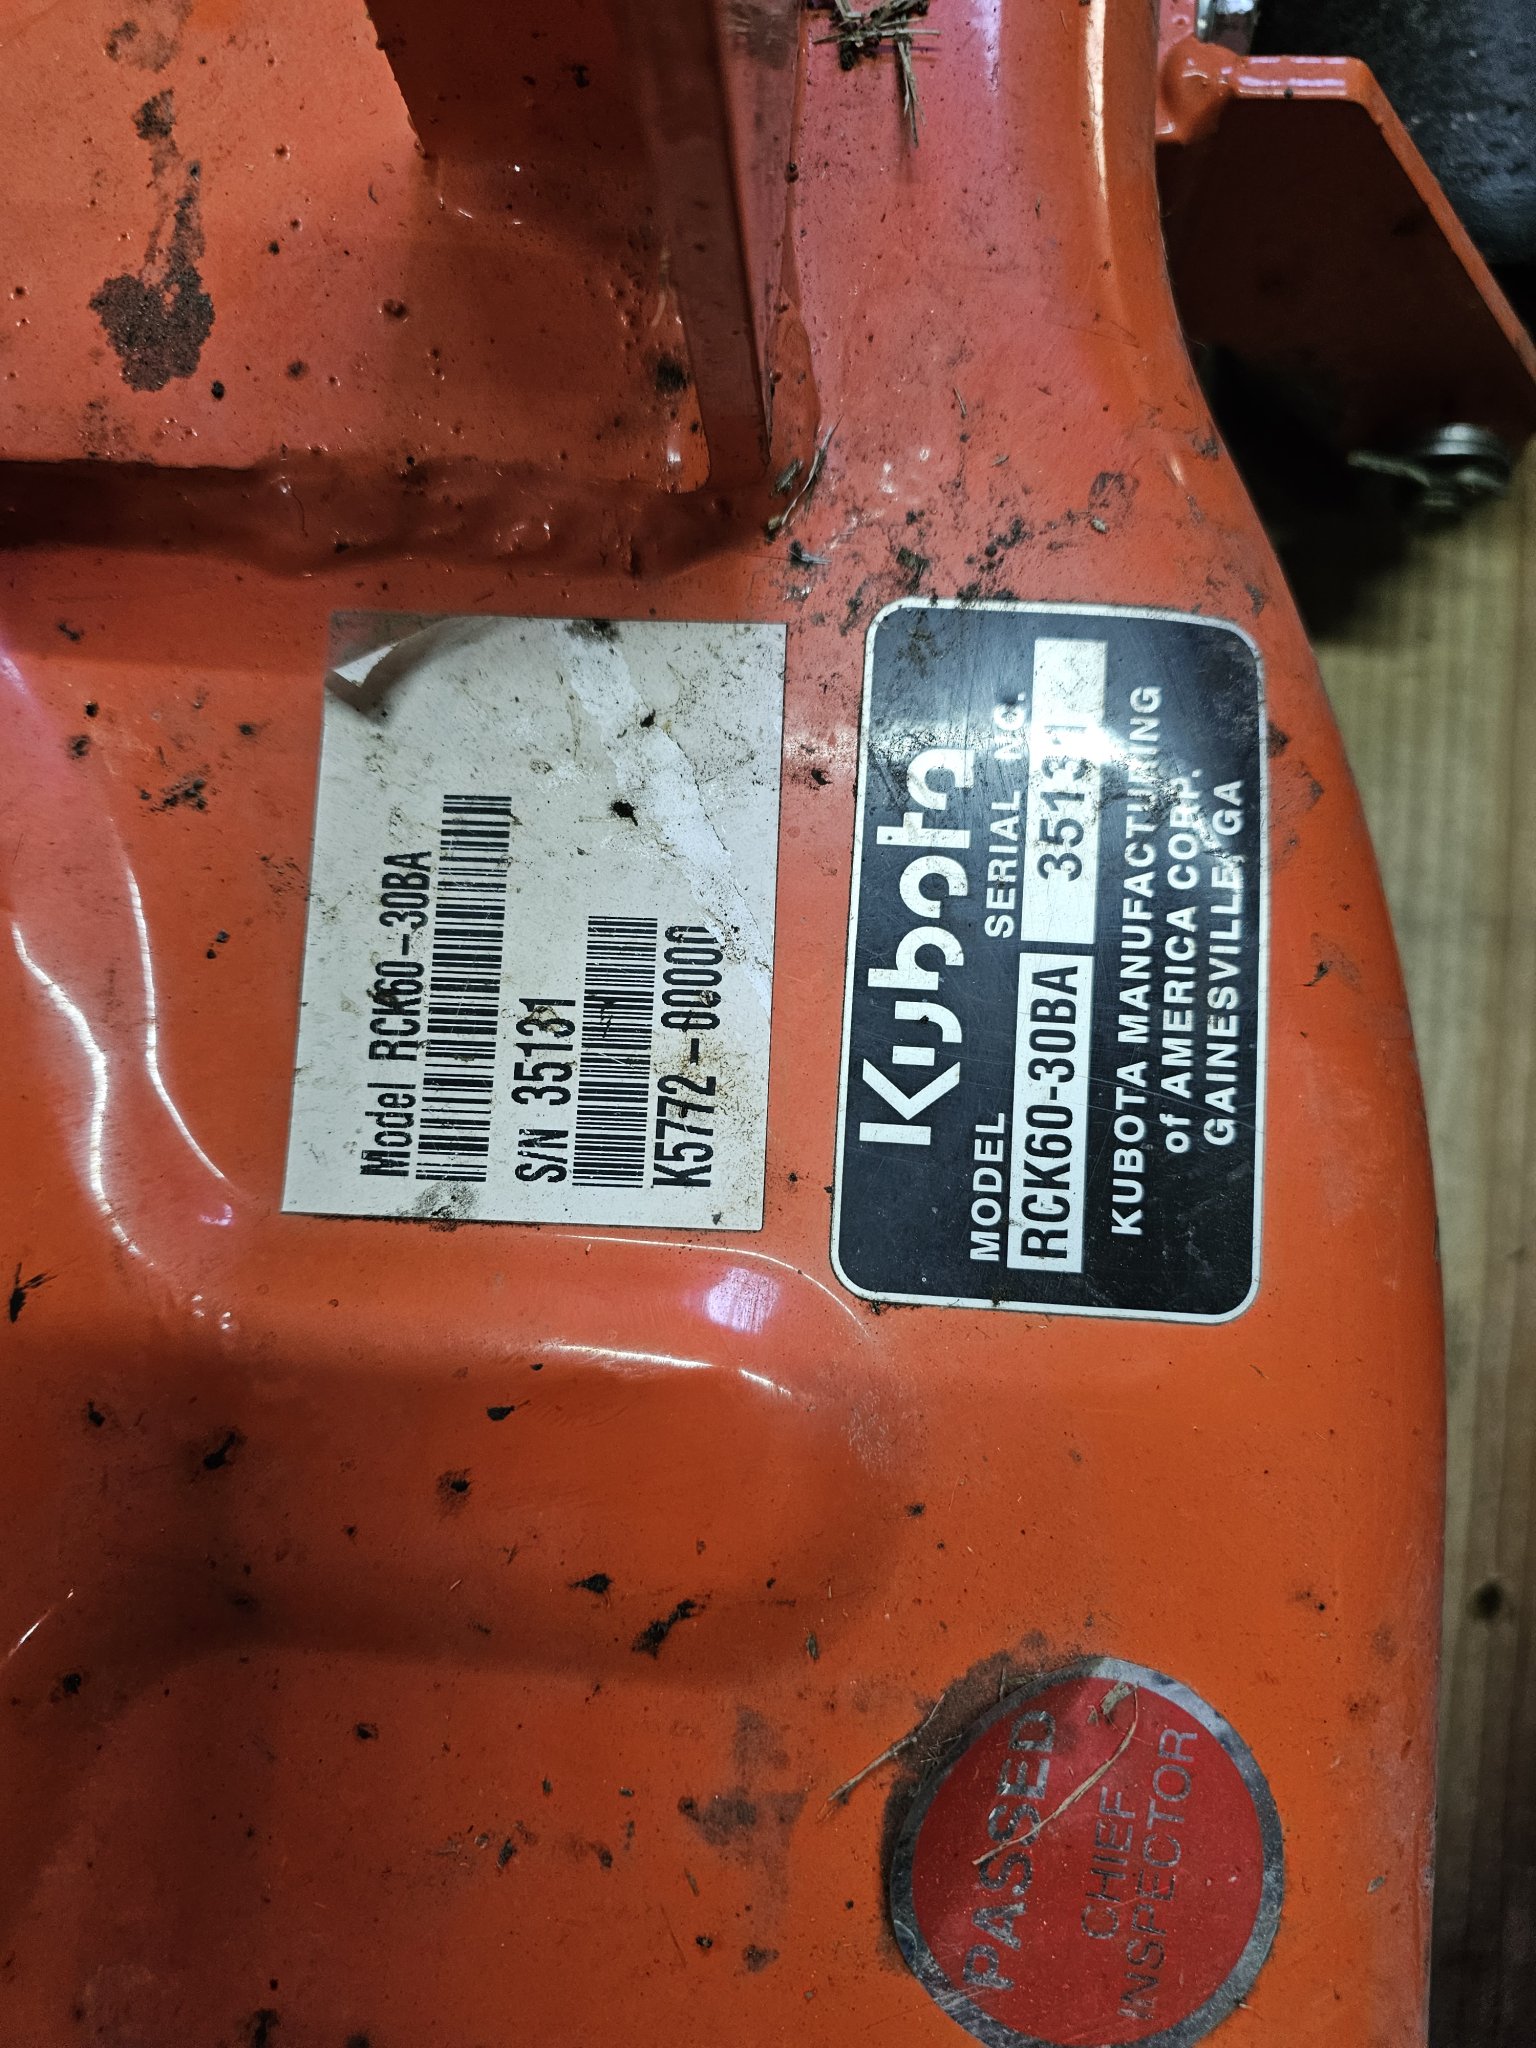 Model RCK60-30BA
S/N 35131
K5772-00000
Kubota
MODEL SERIAL NO.
RCK60-30BA 35131
KUBOTA MANUFACTURING
of AMERICA CORP.
GAINESVILLE, GA
PASSED
CHIEF
INSPECTOR